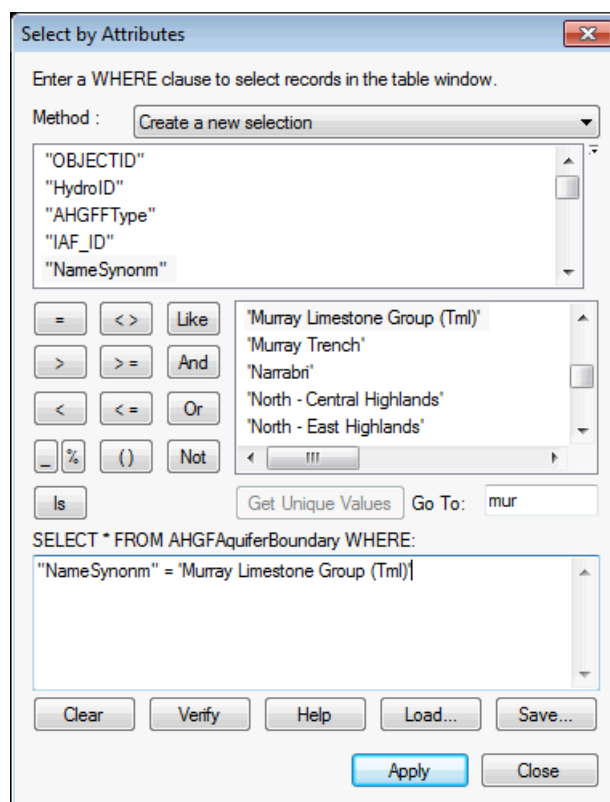 Select by Attributes
Enter a WHERE clause to select records in the table window.
Method : Create a new selection
"OBJECTID"
"HydroID"
"AHGFFType"
"IAF_ID"
"NameSynonm"
= < > Like
> > = And
< < = Or
_ % () Not
Is
'Murray Limestone Group (Tml)'
'Murray Trench'
'Narrabri'
'North - Central Highlands'
'North - East Highlands'
Get Unique Values Go To: mur
SELECT * FROM AHGFAquiferBoundary WHERE:
"NameSynonm" = 'Murray Limestone Group (Tml)'
Clear Verify Help Load... Save...
Apply Close